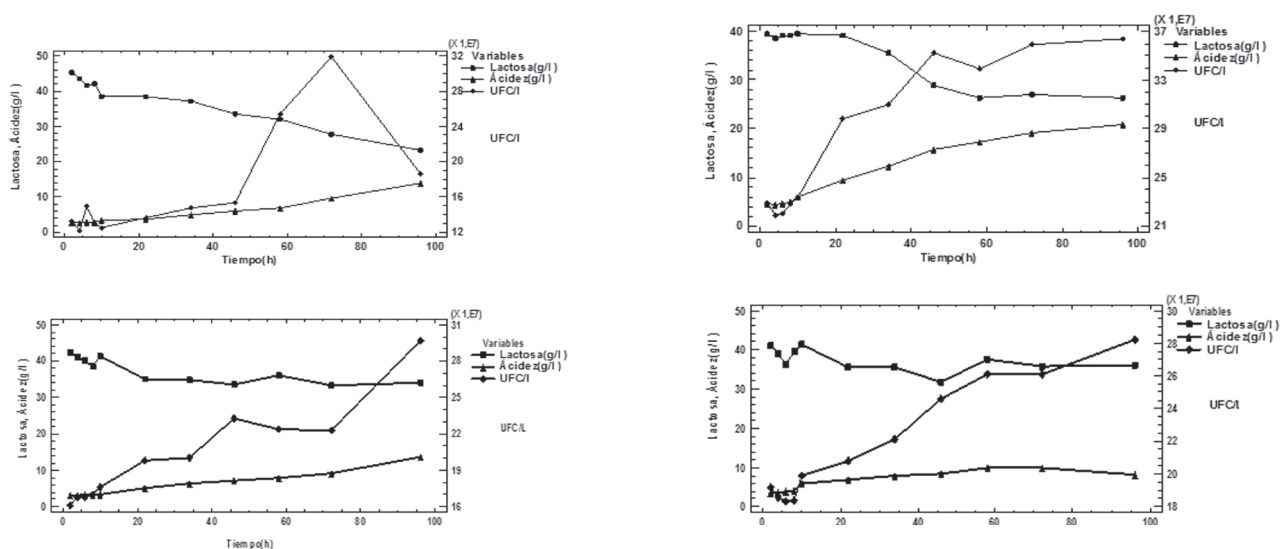 (X 1,E7)
50
40
30
20
10
0
Lactosa, Ácidez(g/l)
32
28
24
20
16
12
Variables
Lactosa(g/l)
Ácidez(g/l)
UFC/l
UFC/l
0 20 40 60 80 100
Tiempo(h)
(X 1,E7)
40
30
20
10
0
Lactosa, Ácidez(g/l)
37
35
33
29
23
21
Variables
Lactosa(g/l)
Ácidez(g/l)
UFC/l
UFC/l
0 20 40 60 80 100
Tiempo(h)
(X 1,E7)
50
40
30
20
10
0
Lactosa, Ácidez(g/l)
31
28
24
22
20
16
Variables
Lactosa(g/l)
Ácidez(g/l)
UFC/l
UFC/L
0 20 40 60 80 100
Tiempo(h)
(X 1,E7)
50
40
30
20
10
0
Lactosa, Ácidez(g/l)
30
28
26
24
20
18
Variables
Lactosa(g/l)
Ácidez(g/l)
UFC/l
UFC/l
0 20 40 60 80 100